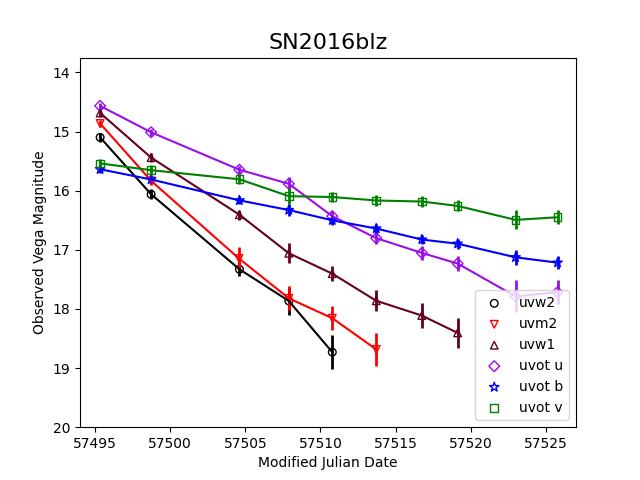 SN2016blz
14
15
16
17
18
19
20
Observed Vega Magnitude
57495 57500 57505 57510 57515 57520 57525
Modified Julian Date
uvw2
uvm2
uvw1
uvot u
uvot b
uvot v